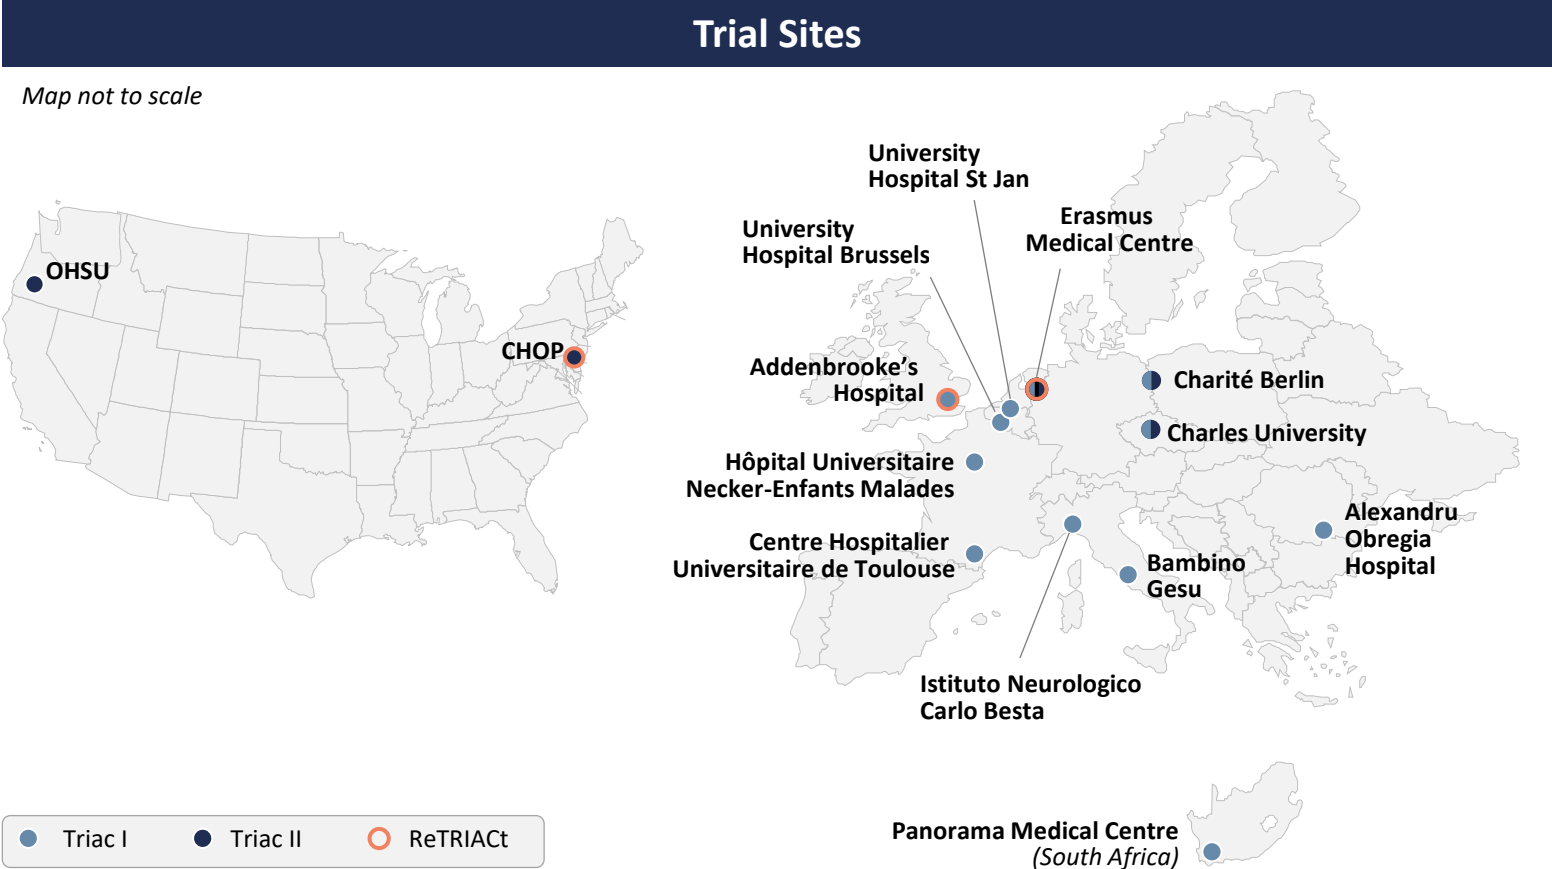 Trial Sites
Map not to scale
University
Hospital St Jan
University
Hospital Brussels
Erasmus
Medical Centre
OHSU
CHOP
Addenbrooke’s
Hospital
Charité Berlin
Charles University
Hôpital Universitaire
Necker-Enfants Malades
Centre Hospitalier
Universitaire de Toulouse
Alexandru
Obregia
Hospital
Bambino
Gesu
Istituto Neurologico
Carlo Besta
Panorama Medical Centre
(South Africa)
Triac I
Triac II
ReTRIACt